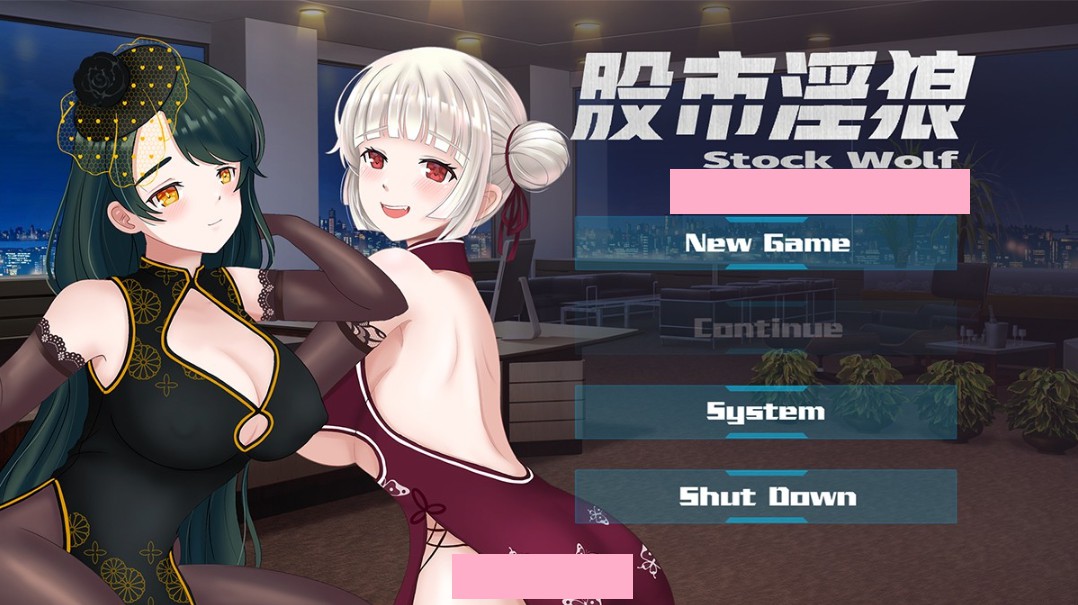 股市淫狼
Stock Wolf
New Game
Continue
System
Shut Down